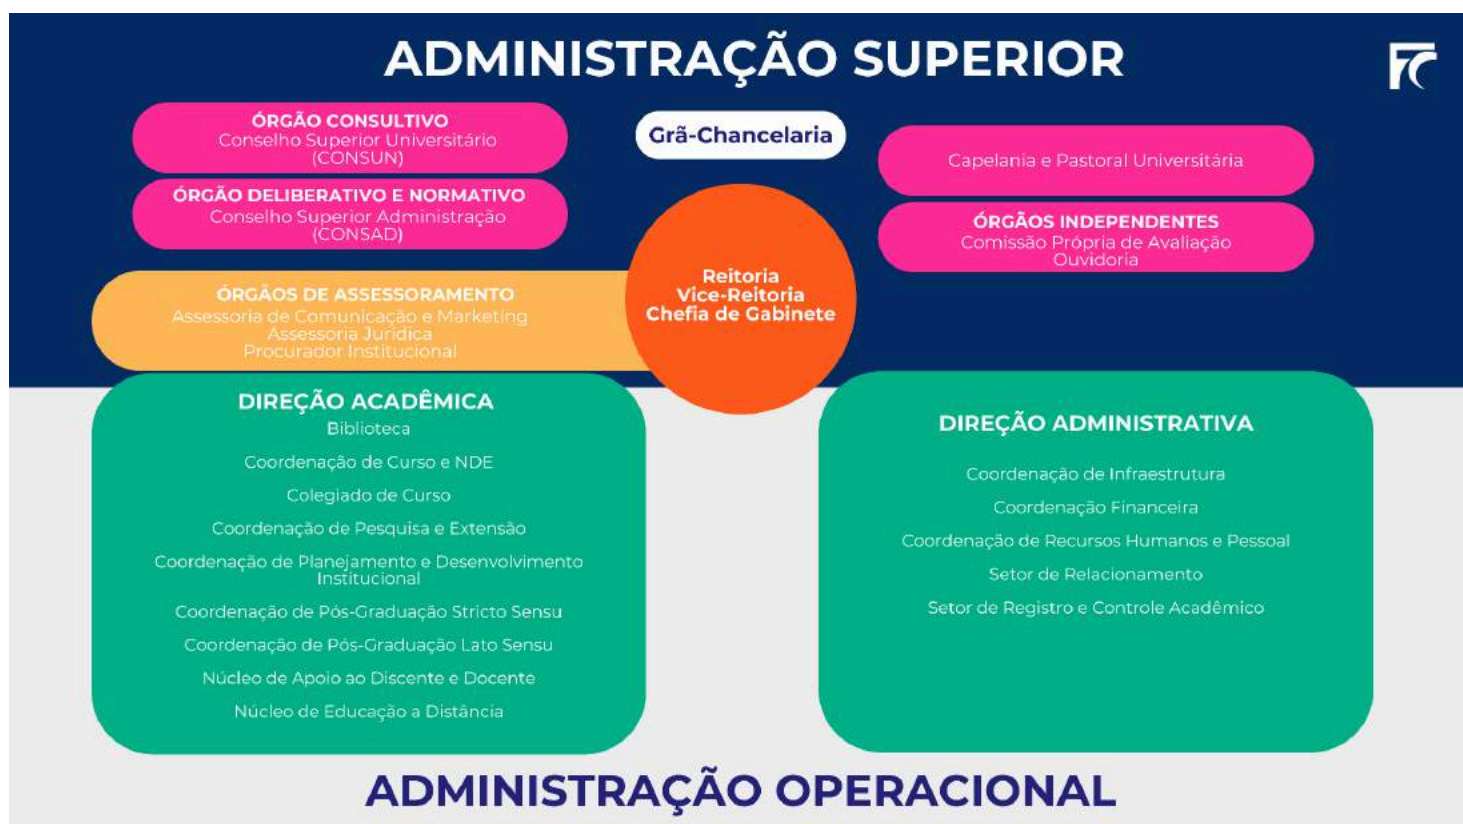 ADMINISTRAÇÃO SUPERIOR
FC
ÓRGÃO CONSULTIVO
Conselho Superior Universitário
(CONSUN)
ÓRGÃO DELIBERATIVO E NORMATIVO
Conselho Superior Administração
(CONSAD)
Grã-Chancelaria
Capelania e Pastoral Universitária
ÓRGÃOS INDEPENDENTES
Comissão Própria de Avaliação
Ouvidoria
Reitoria
Vice-Reitoria
Chefia de Gabinete
ÓRGÃOS DE ASSESSORAMENTO
Assessoria de Comunicação e Marketing
Assessoria Jurídica
Procurador Institucional
DIREÇÃO ACADÊMICA
Biblioteca
Coordenação de Curso e NDE
Colegiado de Curso
Coordenação de Pesquisa e Extensão
Coordenação de Planejamento e Desenvolvimento
Institucional
Coordenação de Pós-Graduação Stricto Sensu
Coordenação de Pós-Graduação Lato Sensu
Núcleo de Apoio ao Discente e Docente
Núcleo de Educação a Distância
DIREÇÃO ADMINISTRATIVA
Coordenação de Infraestrutura
Coordenação Financeira
Coordenação de Recursos Humanos e Pessoal
Setor de Relacionamento
Setor de Registro e Controle Acadêmico
ADMINISTRAÇÃO OPERACIONAL